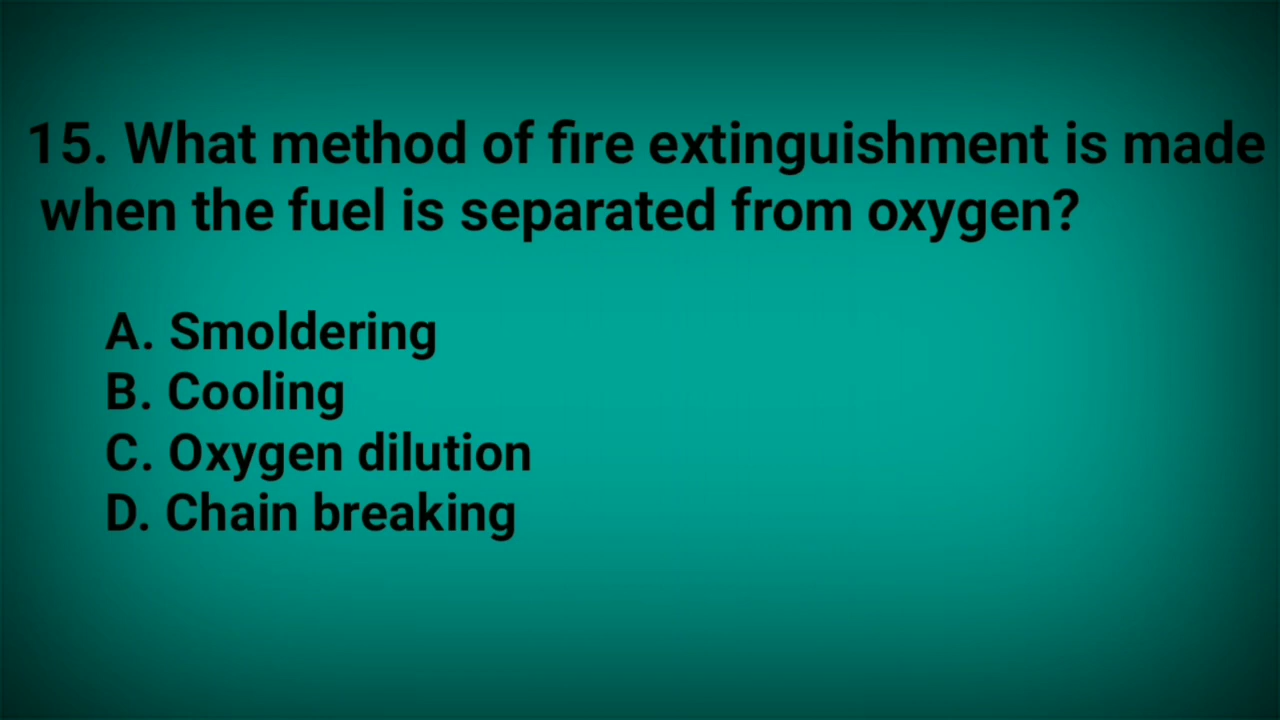 15. What method of fire extinguishment is made
when the fuel is separated from oxygen?
A. Smoldering
B. Cooling
C. Oxygen dilution
D. Chain breaking